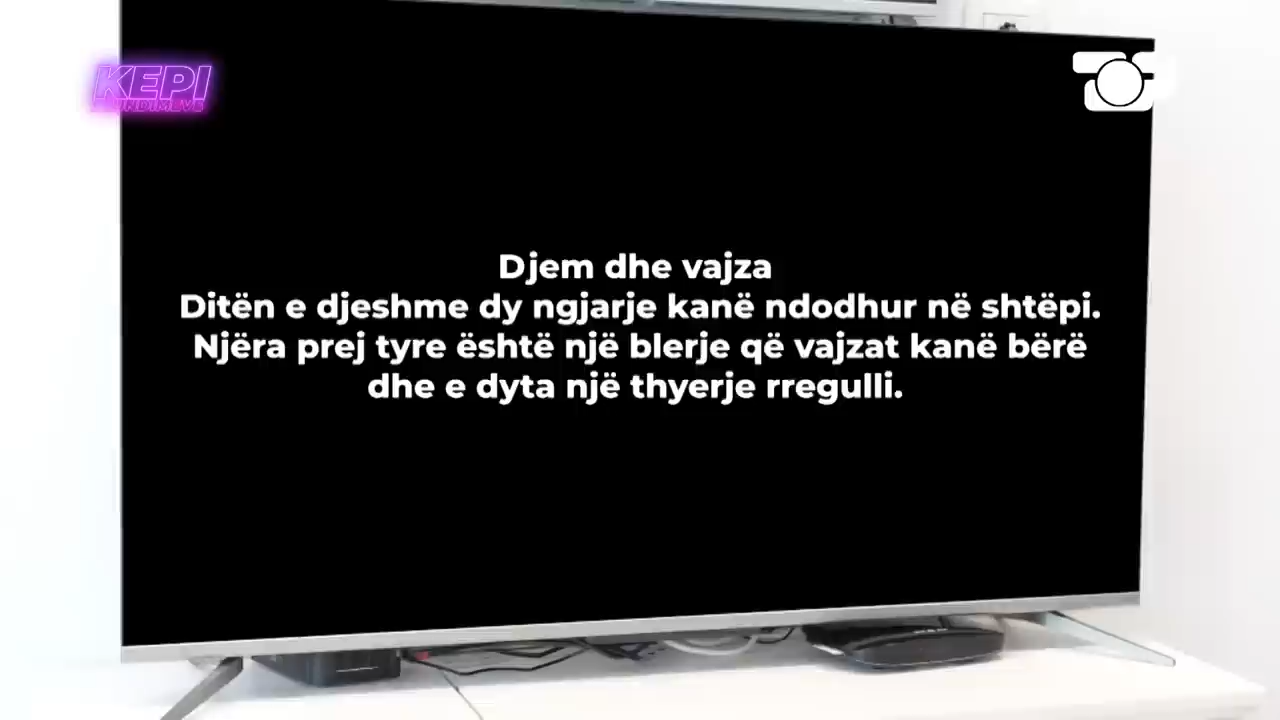 KEPI
Djem dhe vajza
Ditën e djeshme dy ngjarje kanë ndodhur në shtëpi.
Njëra prej tyre është një blerje që vajzat kanë bërë
dhe e dyta një thyerje rregulli.